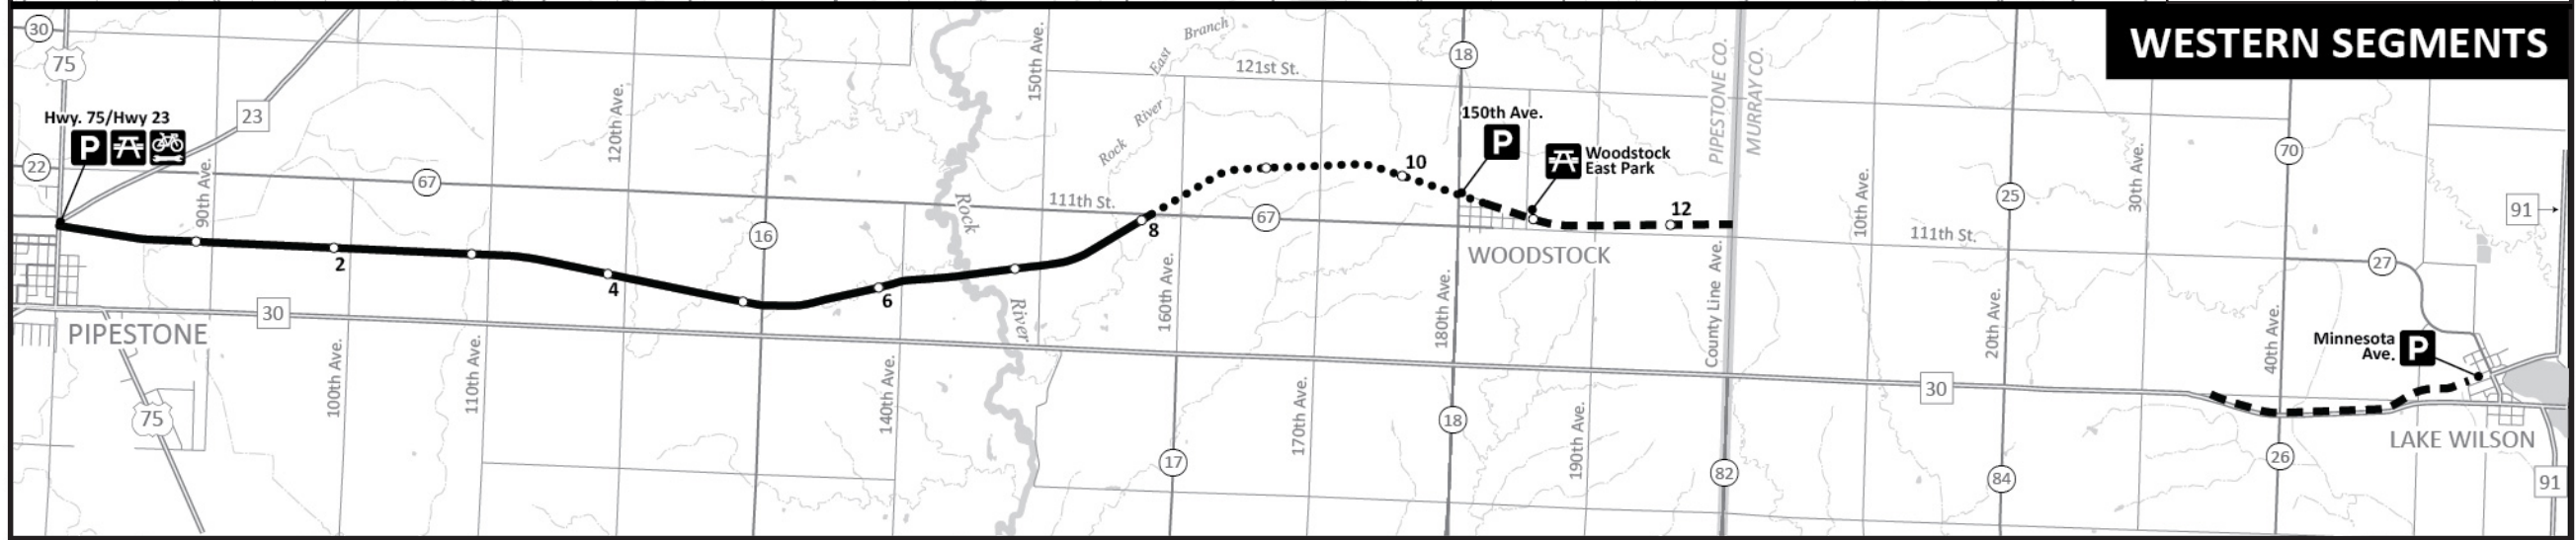 WESTERN SEGMENTS
30
75
Hwy. 75/Hwy 23
P
23
22
67
90th Ave.
2
100th Ave.
110th Ave.
120th Ave.
4
16
6
140th Ave.
30
PIPESTONE
75
Rock
River
150th Ave.
Rock River East Branch
121st St.
111th St.
8
160th Ave.
67
17
170th Ave.
10
18
150th Ave.
P
Woodstock
East Park
WOODSTOCK
12
180th Ave.
18
190th Ave.
PIPESTONE CO.
MURRAY CO.
County Line Ave.
82
10th Ave.
111th St.
30
25
20th Ave.
84
30th Ave.
70
40th Ave.
26
27
91
Minnesota
Ave.
P
LAKE WILSON
91